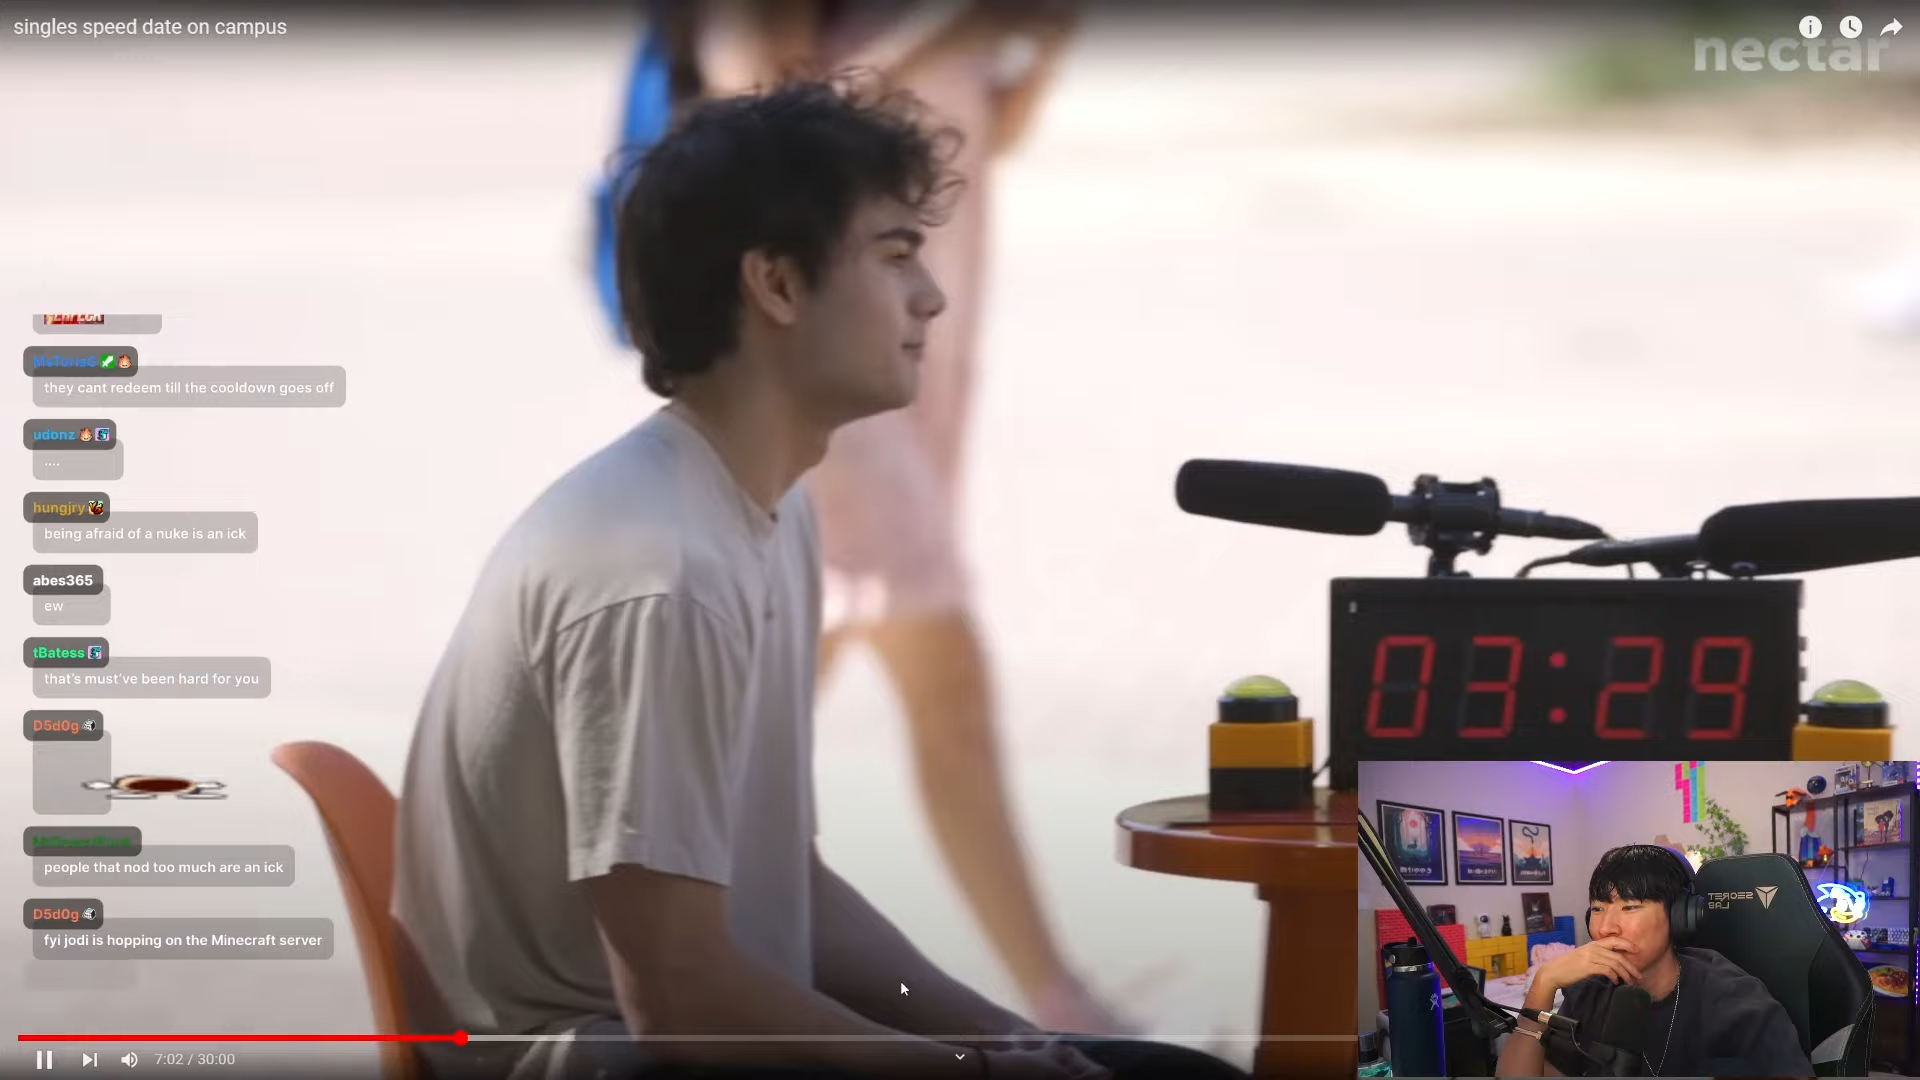 singles speed date on campus
nectar
MsTorisG
they cant redeem till the cooldown goes off
udonz
....
hungjry
being afraid of a nuke is an ick
abes365
ew
tBatess
that's must've been hard for you
D5d0g
people that nod too much are an ick
D5d0g
fyi jodi is hopping on the Minecraft server
03:29
SECRET
LAB
7:02 / 30:00